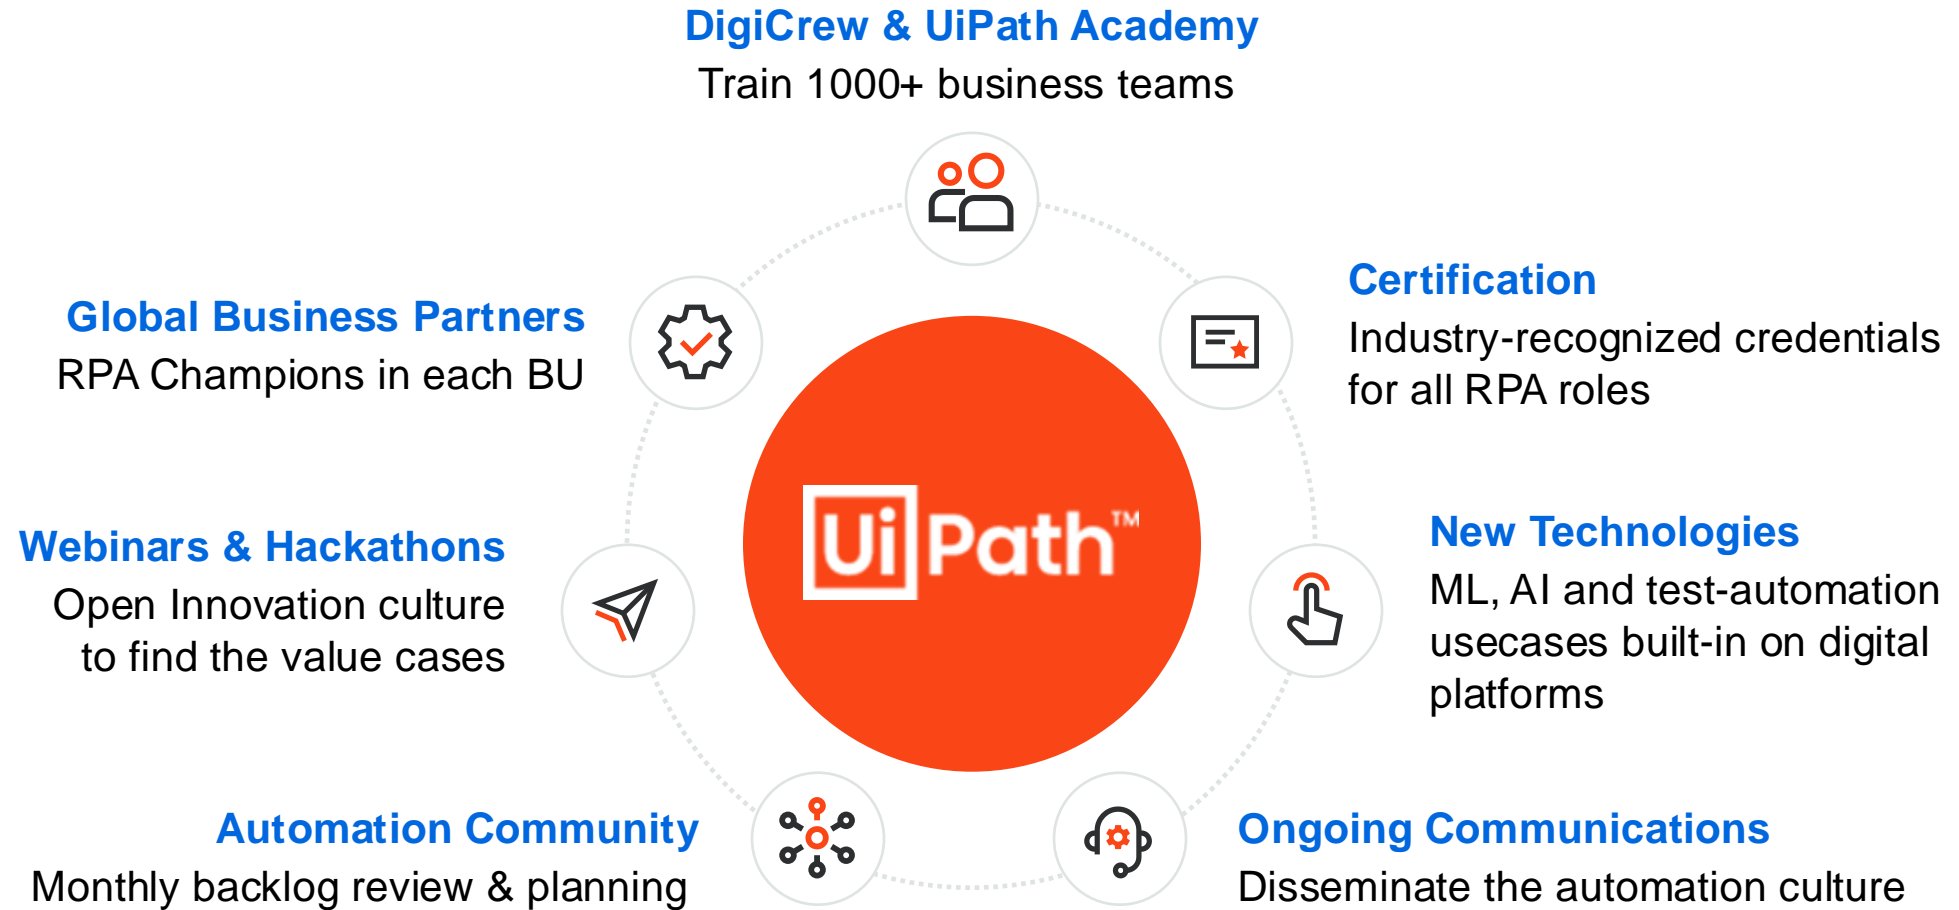 DigiCrew & UiPath Academy
Train 1000+ business teams
Certification
Industry-recognized credentials
for all RPA roles
Global Business Partners
RPA Champions in each BU
UiPath™
New Technologies
ML, AI and test-automation
usecases built-in on digital
platforms
Webinars & Hackathons
Open Innovation culture
to find the value cases
Automation Community
Monthly backlog review & planning
Ongoing Communications
Disseminate the automation culture